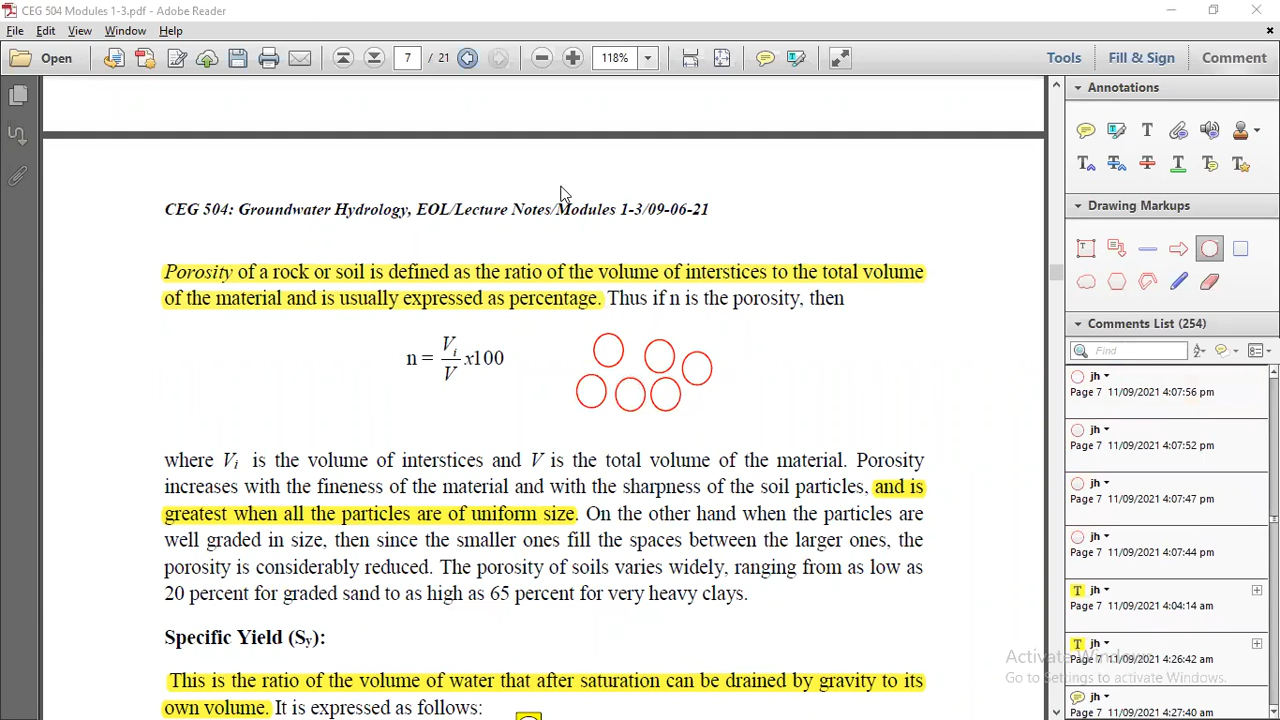 CEG 504 Modules 1-3.pdf - Adobe Reader
File Edit View Window Help
Open 7 / 21 118% Tools Fill & Sign Comment
Annotations
CEG 504: Groundwater Hydrology, EOL/Lecture Notes/Modules 1-3/09-06-21
Porosity of a rock or soil is defined as the ratio of the volume of interstices to the total volume
of the material and is usually expressed as percentage. Thus if n is the porosity, then
n = Vi/V x100
where Vi is the volume of interstices and V is the total volume of the material. Porosity
increases with the fineness of the material and with the sharpness of the soil particles, and is
greatest when all the particles are of uniform size. On the other hand when the particles are
well graded in size, then since the smaller ones fill the spaces between the larger ones, the
porosity is considerably reduced. The porosity of soils varies widely, ranging from as low as
20 percent for graded sand to as high as 65 percent for very heavy clays.
Specific Yield (Sy):
This is the ratio of the volume of water that after saturation can be drained by gravity to its
own volume. It is expressed as follows:
Drawing Markups
Comments List (254)
Find
jh
Page 7 11/09/2021 4:07:56 pm
jh
Page 7 11/09/2021 4:07:52 pm
jh
Page 7 11/09/2021 4:07:47 pm
jh
Page 7 11/09/2021 4:07:44 pm
T jh
Page 7 11/09/2021 4:04:14 am
T jh
Page 7 11/09/2021 4:26:42 am
jh
Page 7 11/09/2021 4:27:40 am
Activate Windows
Go to Settings to activate Windows.